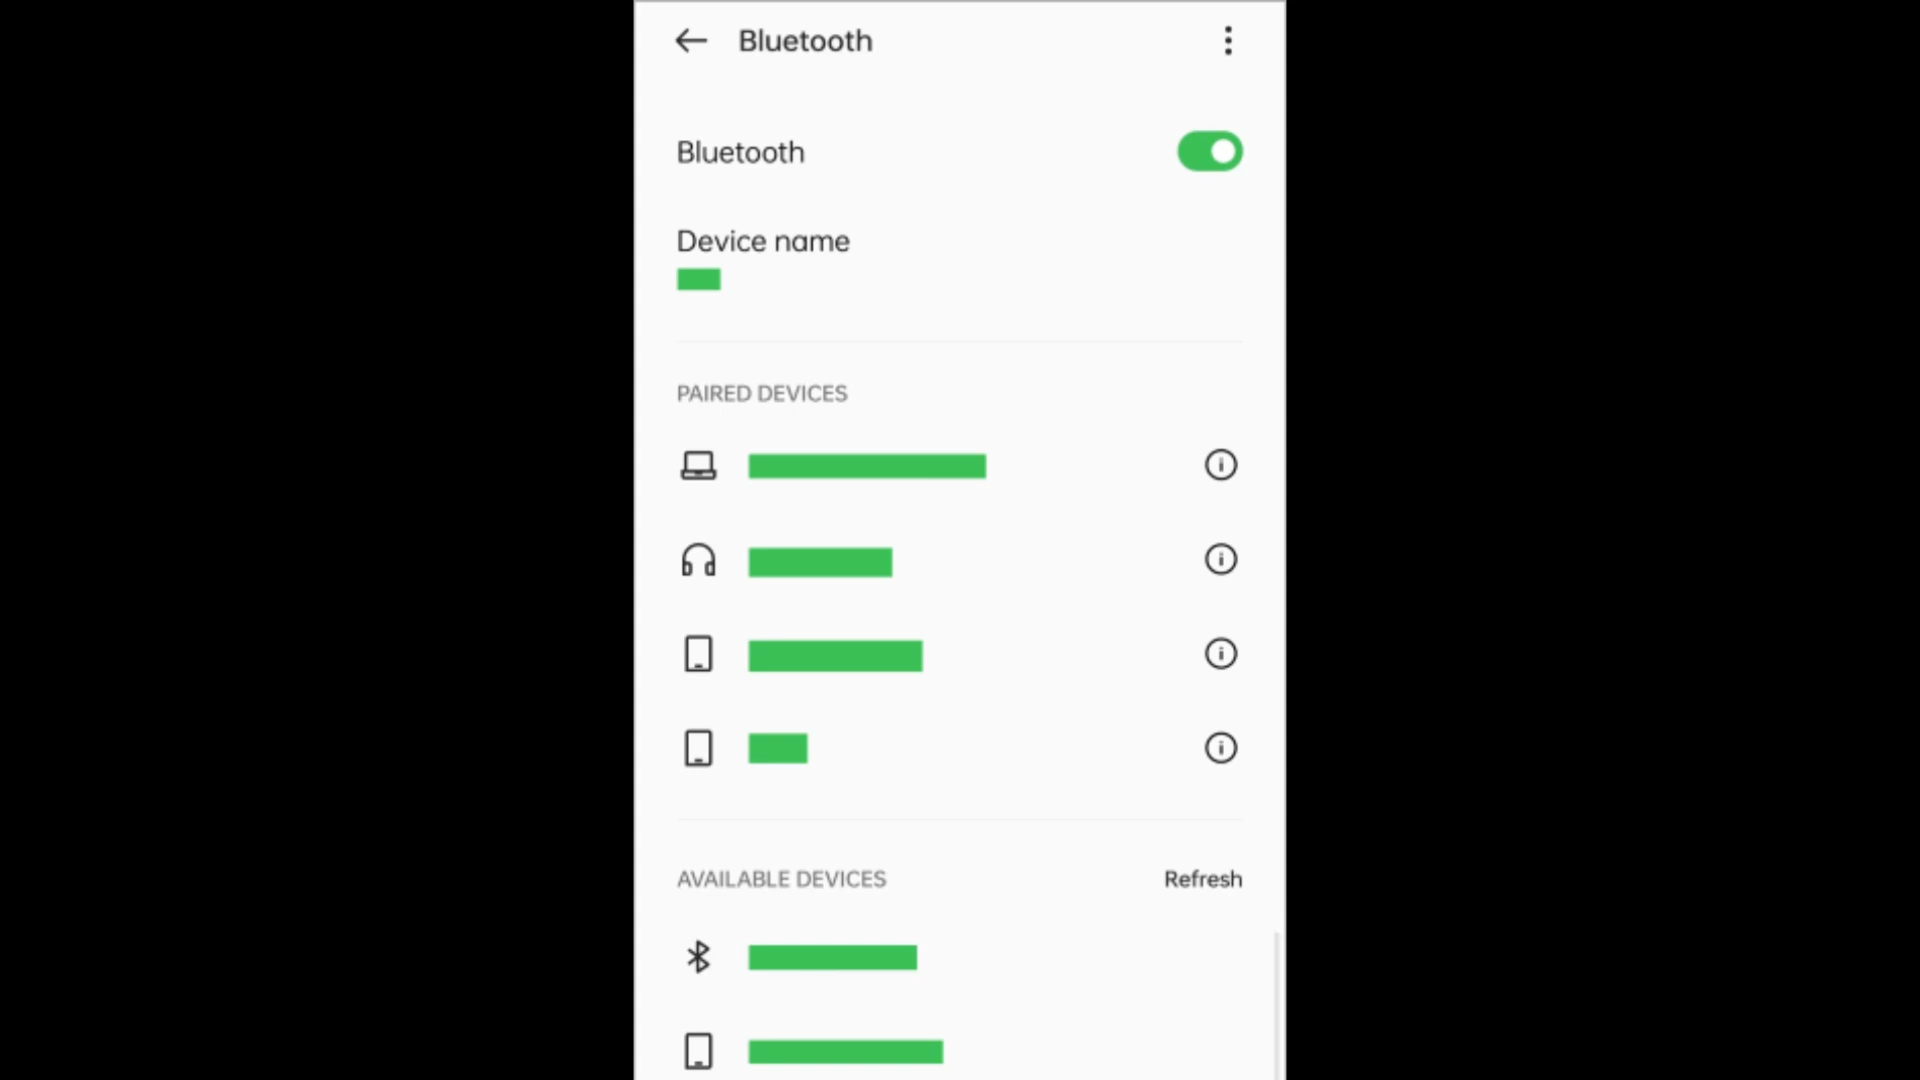 Bluetooth
Bluetooth
Device name
PAIRED DEVICES
AVAILABLE DEVICES Refresh